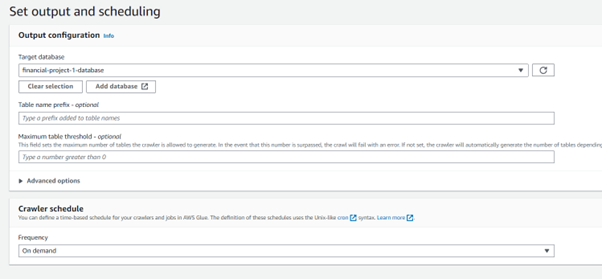 Set output and scheduling
Output configuration Info
Target database
financial-project-1-database
Clear selection
Add database
Table name prefix - optional
Type a prefix added to table names
Maximum table threshold - optional
This field sets the maximum number of tables the crawler is allowed to generate. In the event that this number is surpassed, the crawl will fail with an error. If not set, the crawler will automatically generate the number of tables depending
Type a number greater than 0
Advanced options
Crawler schedule
You can define a time-based schedule for your crawlers and jobs in AWS Glue. The definition of these schedules uses the Unix-like cron syntax. Learn more
Frequency
On demand